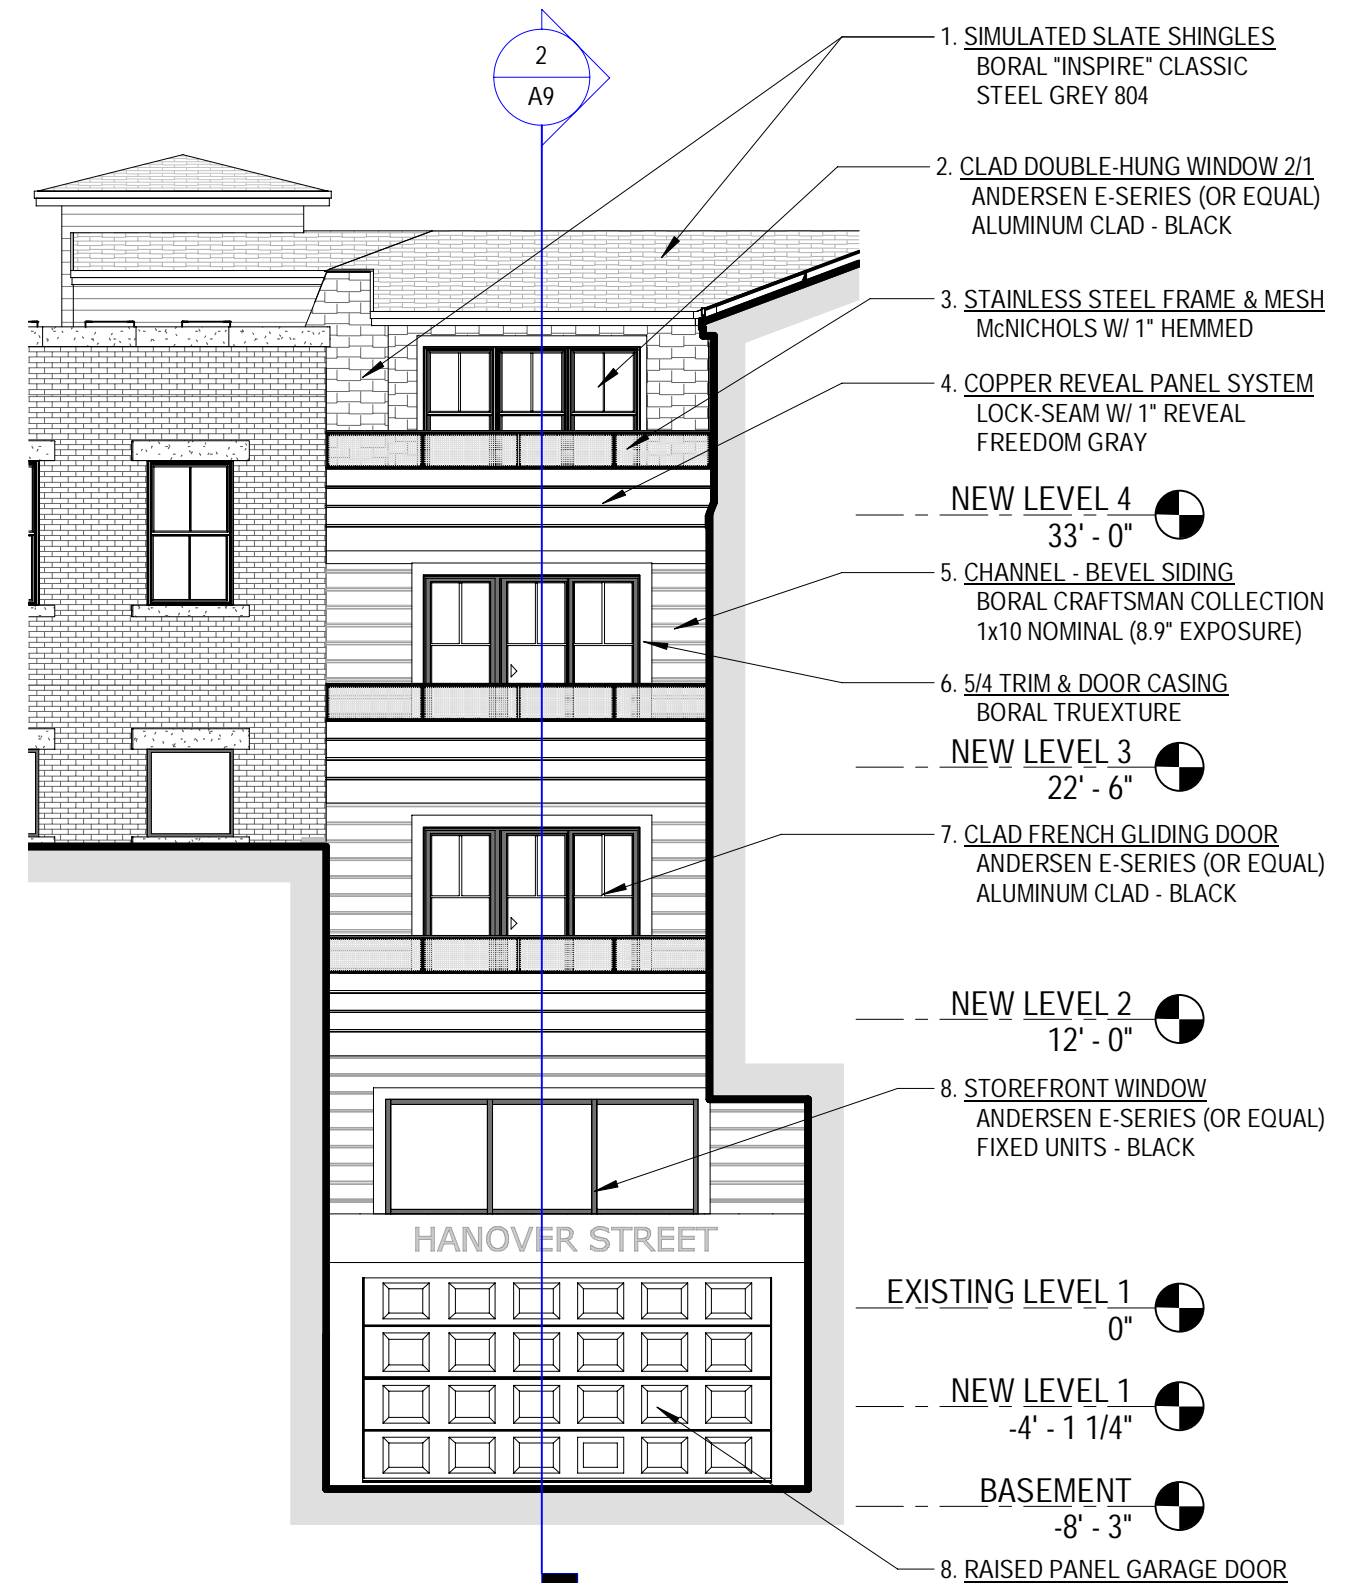 2
A9
1. SIMULATED SLATE SHINGLES
BORAL "INSPIRE" CLASSIC
STEEL GREY 804
2. CLAD DOUBLE-HUNG WINDOW 2/1
ANDERSEN E-SERIES (OR EQUAL)
ALUMINUM CLAD - BLACK
3. STAINLESS STEEL FRAME & MESH
McNICHOLS W/ 1" HEMMED
4. COPPER REVEAL PANEL SYSTEM
LOCK-SEAM W/ 1" REVEAL
FREEDOM GRAY
NEW LEVEL 4
33' - 0"
5. CHANNEL - BEVEL SIDING
BORAL CRAFTSMAN COLLECTION
1x10 NOMINAL (8.9" EXPOSURE)
6. 5/4 TRIM & DOOR CASING
BORAL TRUEXTURE
NEW LEVEL 3
22' - 6"
7. CLAD FRENCH GLIDING DOOR
ANDERSEN E-SERIES (OR EQUAL)
ALUMINUM CLAD - BLACK
NEW LEVEL 2
12' - 0"
8. STOREFRONT WINDOW
ANDERSEN E-SERIES (OR EQUAL)
FIXED UNITS - BLACK
HANOVER STREET
EXISTING LEVEL 1
0"
NEW LEVEL 1
-4' - 1 1/4"
BASEMENT
-8' - 3"
8. RAISED PANEL GARAGE DOOR